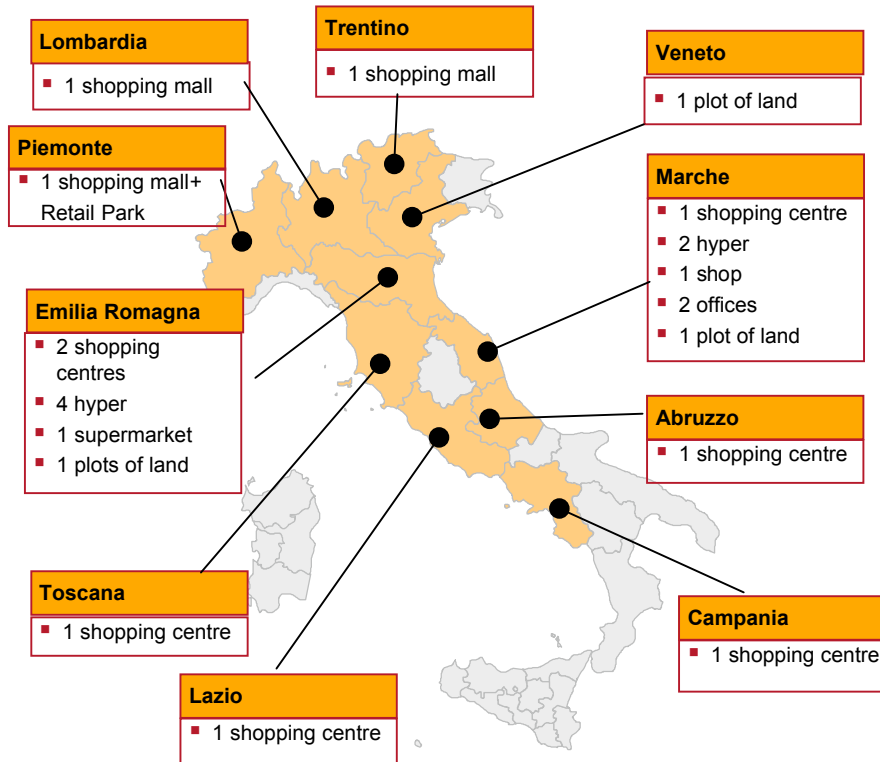 Lombardia
▪ 1 shopping mall
Trentino
▪ 1 shopping mall
Veneto
▪ 1 plot of land
Piemonte
▪ 1 shopping mall+
Retail Park
Marche
▪ 1 shopping centre
▪ 2 hyper
▪ 1 shop
▪ 2 offices
▪ 1 plot of land
Emilia Romagna
▪ 2 shopping
centres
▪ 4 hyper
▪ 1 supermarket
▪ 1 plots of land
Abruzzo
▪ 1 shopping centre
Toscana
▪ 1 shopping centre
Campania
▪ 1 shopping centre
Lazio
▪ 1 shopping centre